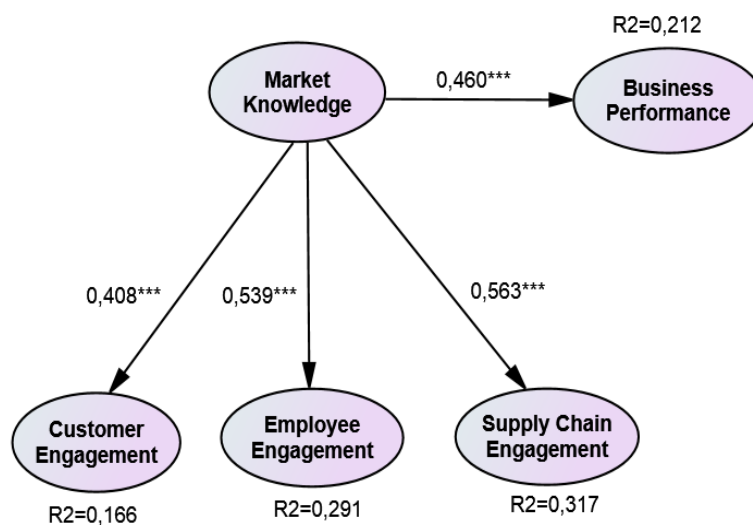 R2=0,212
Market
Knowledge
0,460***
Business
Performance
0,408***
0,539***
0,563***
Customer
Engagement
Employee
Engagement
Supply Chain
Engagement
R2=0,166
R2=0,291
R2=0,317